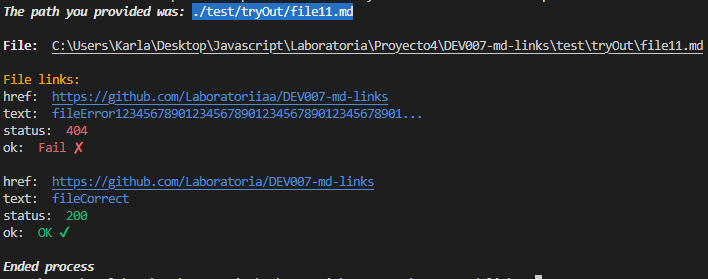 The path you provided was: ./test/tryOut/file11.md
File: C:\Users\Karla\Desktop\Javascript\Laboratoria\Proyecto4\DEV007-md-links\test\tryOut\file11.md
File links:
href: https://github.com/Laboratoriiaa/DEV007-md-links
text: fileError1234567890123456789012345678901234567 8901...
status: 404
ok: Fail ✗
href: https://github.com/Laboratoria/DEV007-md-links
text: fileCorrect
status: 200
ok: OK ✓
Ended process